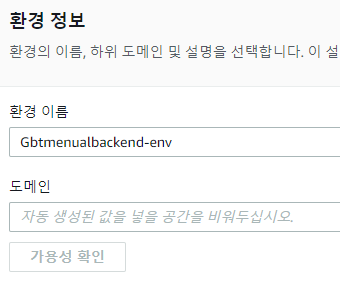 환경 정보
환경의 이름, 하위 도메인 및 설명을 선택합니다. 이 설
환경 이름
Gbtmenualbackend-env
도메인
자동 생성된 값을 넣을 공간을 비워두십시오.
가용성 확인